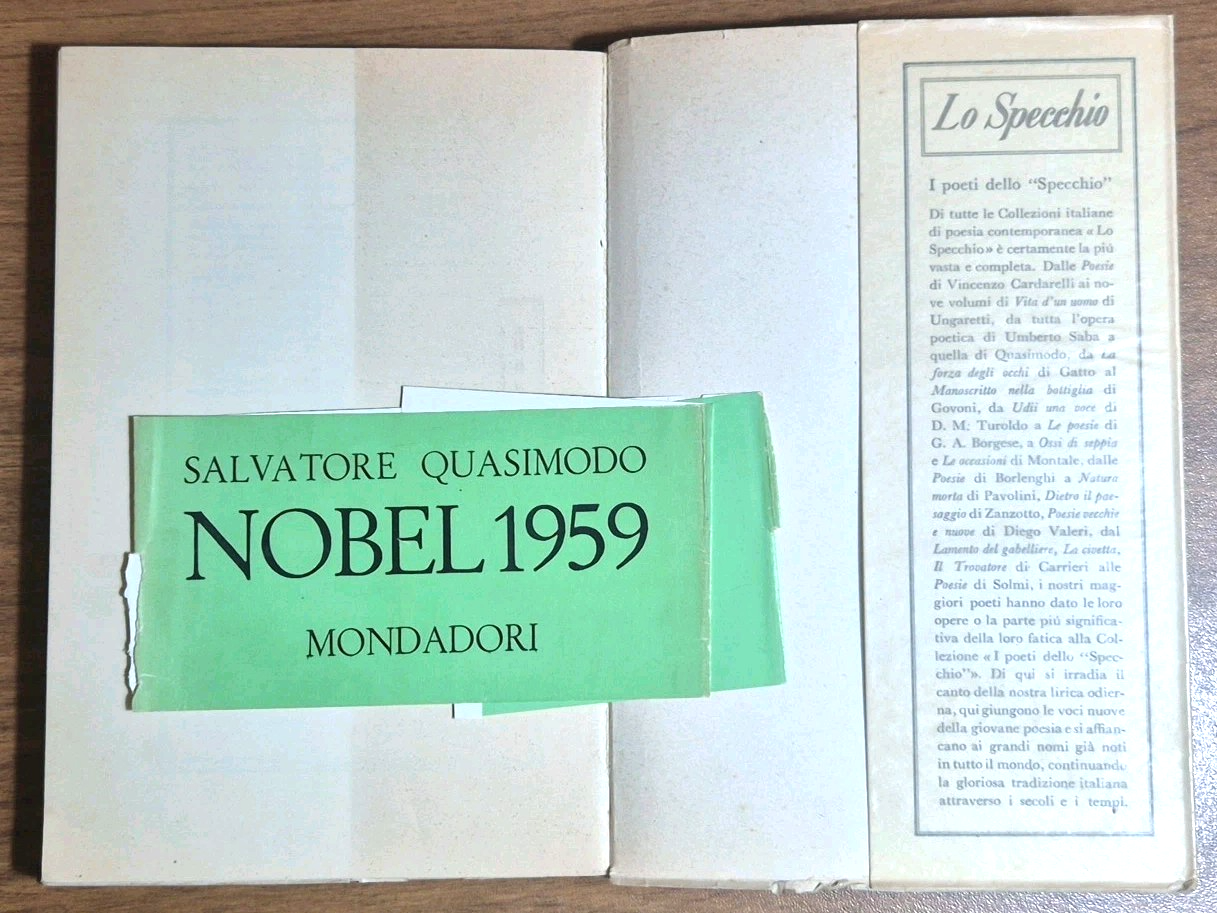 SALVATORE QUASIMODO
NOBEL 1959
MONDADORI
Lo Specchio
I poeti dello “Specchio”
Di tutte le Collezioni italiane
di poesia contemporanea « Lo
Specchio » è certamente la piú
vasta e completa. Dalle Poesie
di Vincenzo Cardarelli ai no-
ve volumi di Vita d'un uomo di
Ungaretti, da tutta l'opera
poetica di Umberto Saba a
quella di Quasimodo, da La
forza degli occhi di Gatto al
Manoscritto nella bottiglia di
Govoni, da Udii una voce di
D. M. Turoldo a Le poesie di
G. A. Borgese, a Ossi di seppia
e Le occasioni di Montale, dalle
Poesie di Borlenghi a Natura
morta di Pavolini, Dietro il pae-
saggio di Zanzotto, Poesie vecchie
e nuove di Diego Valeri, dal
Lamento del gabelliere, La civetta,
Il Trovatore di Carrieri alle
Poesie di Solmi, i nostri mag-
giori poeti hanno dato le loro
opere o la parte piú significa-
tiva della loro fatica alla Col-
lezione « I poeti dello “Spec-
chio”». Di qui si irradia il
canto della nostra lirica odier-
na, qui giungono le voci nuove
della giovane poesia e si affian-
cano ai grandi nomi già noti
in tutto il mondo, continuando
la gloriosa tradizione italiana
attraverso i secoli e i tempi.